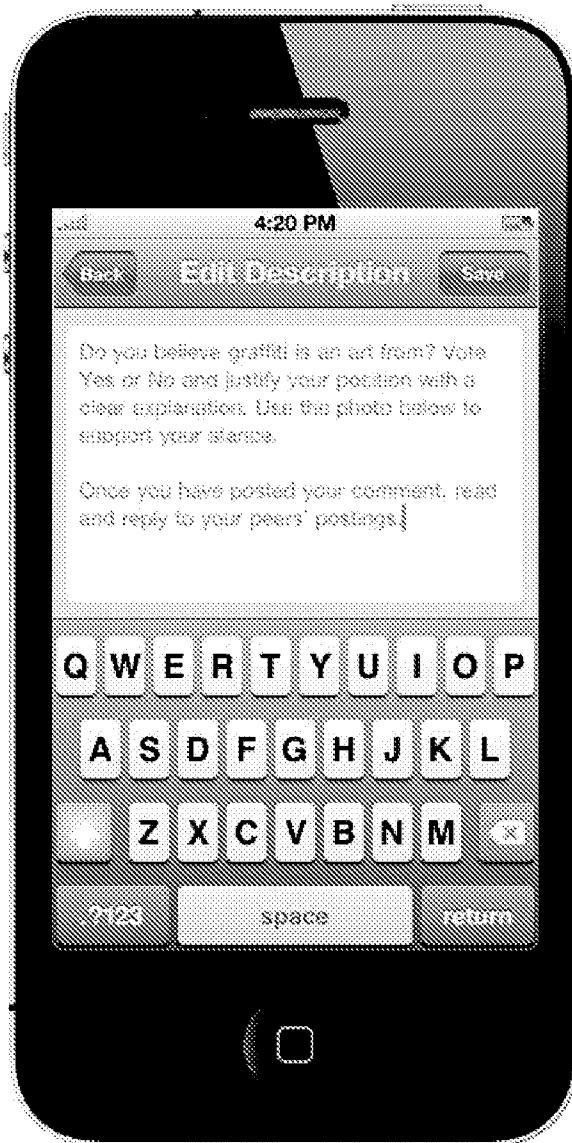 4:20 PM
Back Edit Description Save
Do you believe graffiti is an art from? Vote
Yes or No and justify your position with a
clear explanation. Use the photo below to
support your stance.
Once you have posted your comment, read
and reply to your peers' postings.
Q W E R T Y U I O P
A S D F G H J K L
Z X C V B N M
.?123 space return